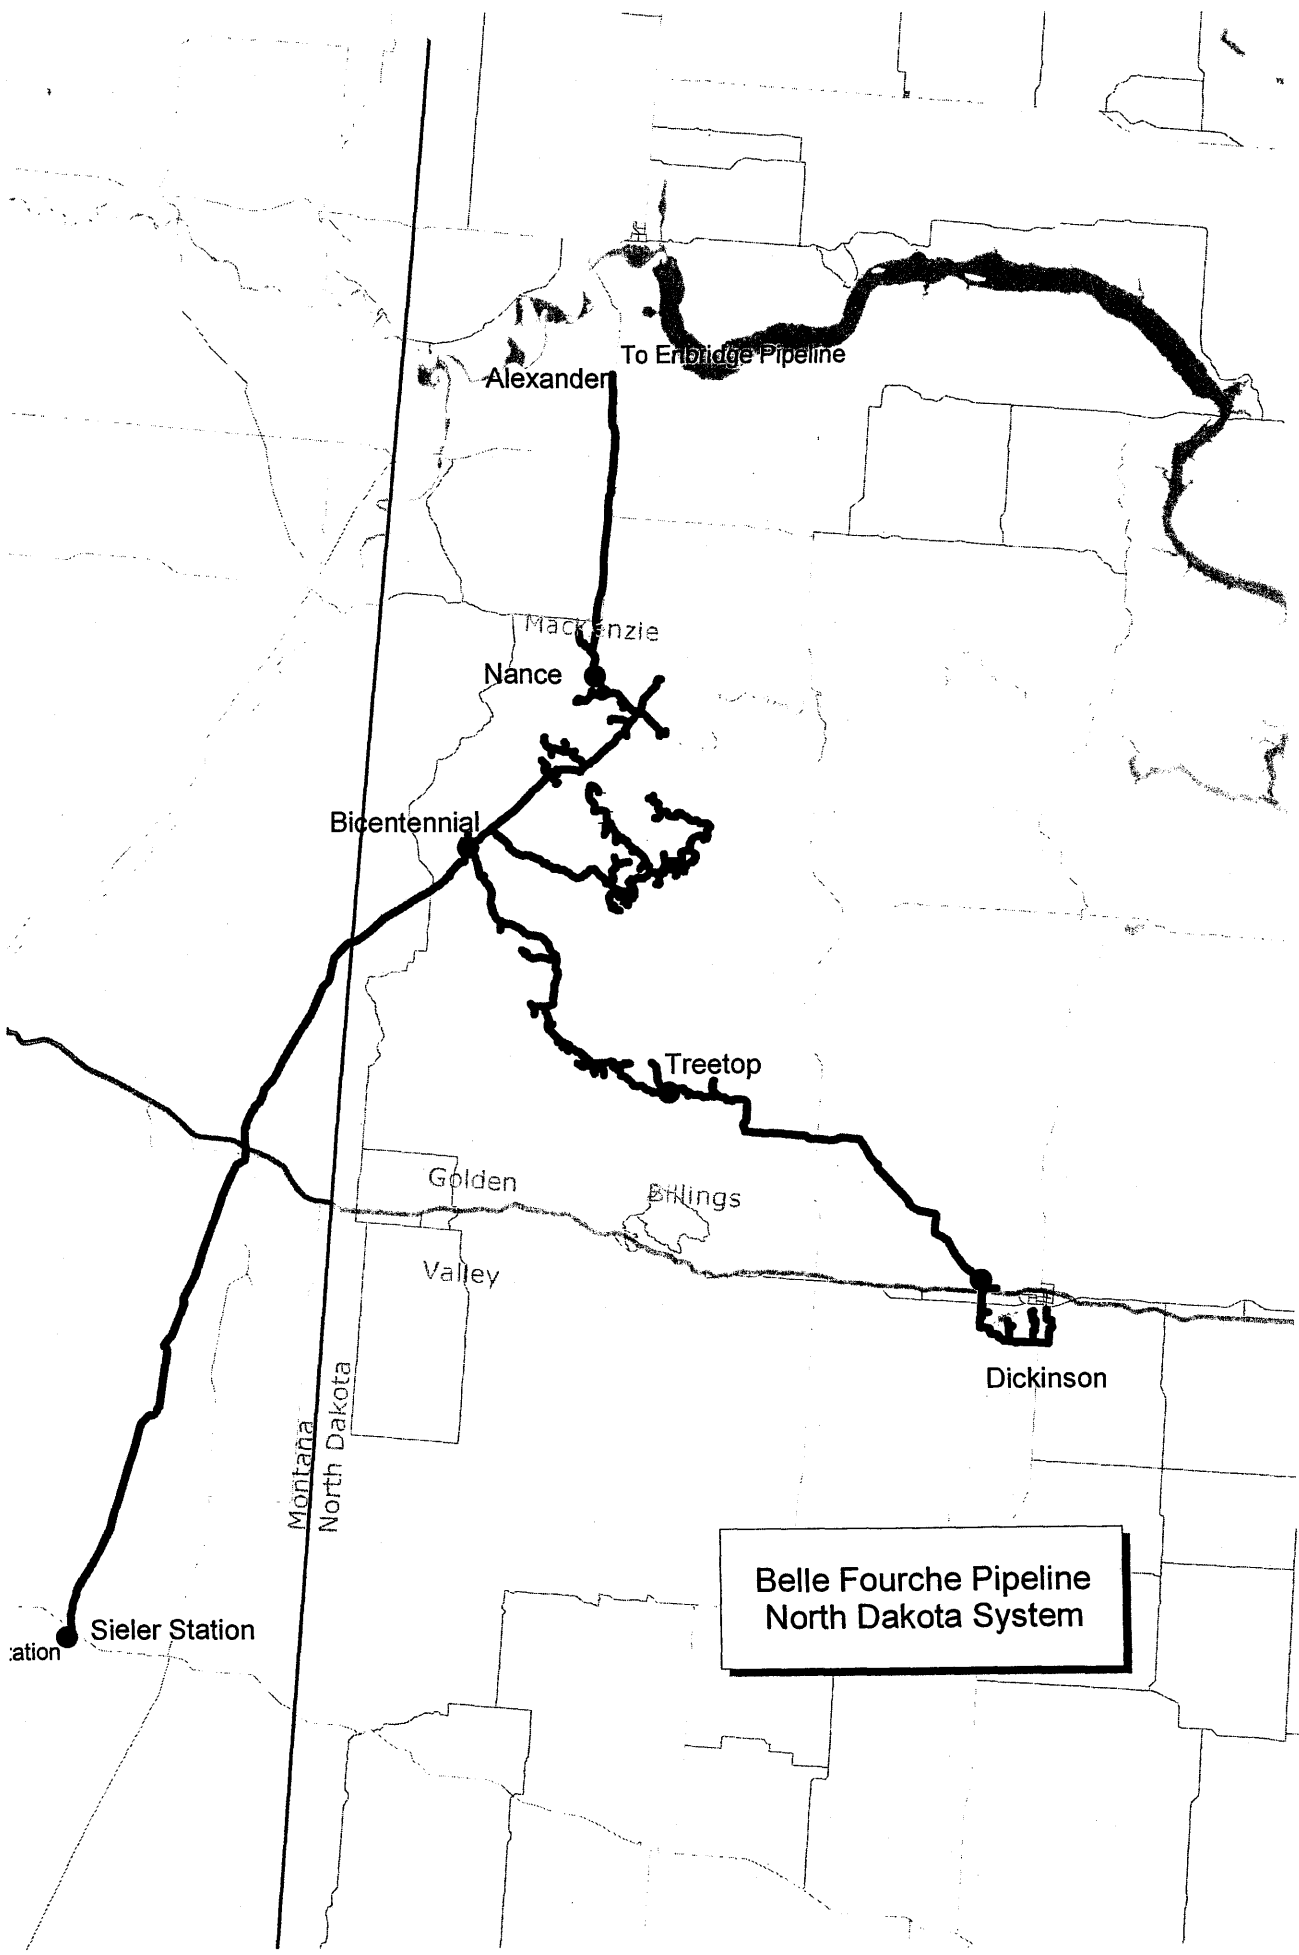 To Enbridge Pipeline
Alexander
MacKenzie
Nance
Bicentennial
Treetop
Golden
Billings
Valley
Dickinson
Montana
North Dakota
Belle Fourche Pipeline
North Dakota System
Sieler Station
ation